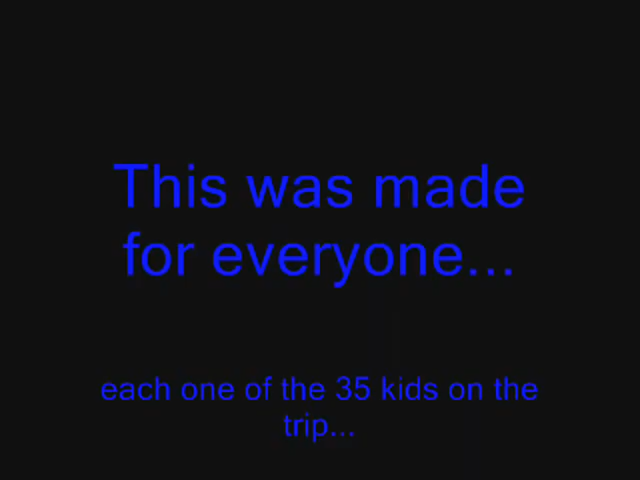 This was made
for everyone...
each one of the 35 kids on the
trip...